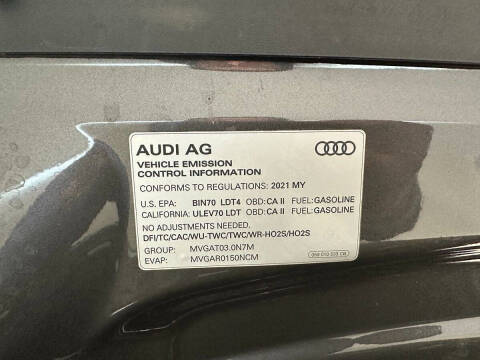 AUDI AG
VEHICLE EMISSION
CONTROL INFORMATION
CONFORMS TO REGULATIONS: 2021 MY
U.S. EPA: BIN70 LDT4 OBD:CA II FUEL:GASOLINE
CALIFORNIA: ULEV70 LDT OBD:CA II FUEL:GASOLINE
NO ADJUSTMENTS NEEDED.
DFI/TC/CAC/WU-TWC/TWC/WR-HO2S/HO2S
GROUP: MVGAT03.0N7M
EVAP: MVGAR0150NCM